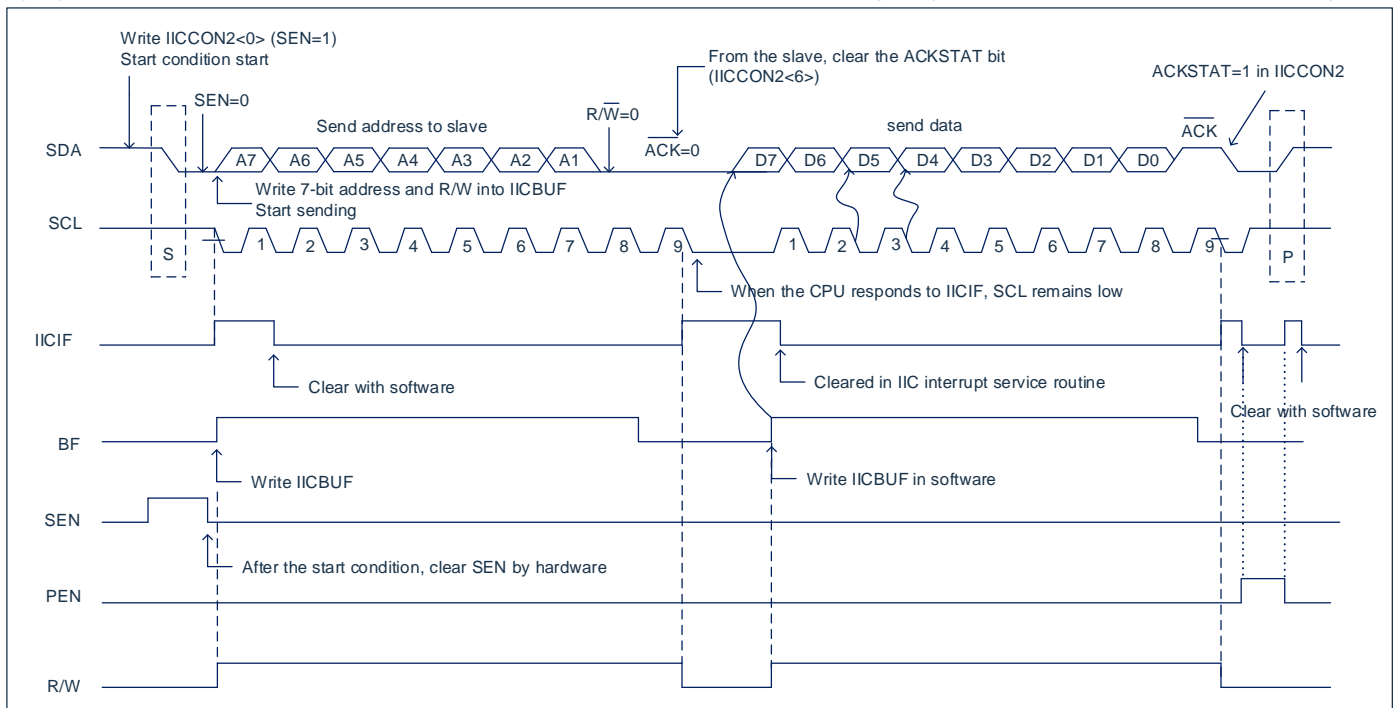 Write IICCON2<0> (SEN=1)
Start condition start
From the slave, clear the ACKSTAT bit
(IICCON2<6>)
ACKSTAT=1 in IICCON2
SEN=0
R/W̅=0
Send address to slave
send data
A̅C̅K̅
A̅C̅K̅=0
SDA
A7 A6 A5 A4 A3 A2 A1
D7 D6 D5 D4 D3 D2 D1 D0
Write 7-bit address and R/W into IICBUF
Start sending
SCL
S
1 2 3 4 5 6 7 8 9
1 2 3 4 5 6 7 8 9
P
When the CPU responds to IICIF, SCL remains low
IICIF
Clear with software
Cleared in IIC interrupt service routine
Clear with software
BF
Write IICBUF
Write IICBUF in software
SEN
After the start condition, clear SEN by hardware
PEN
R/W